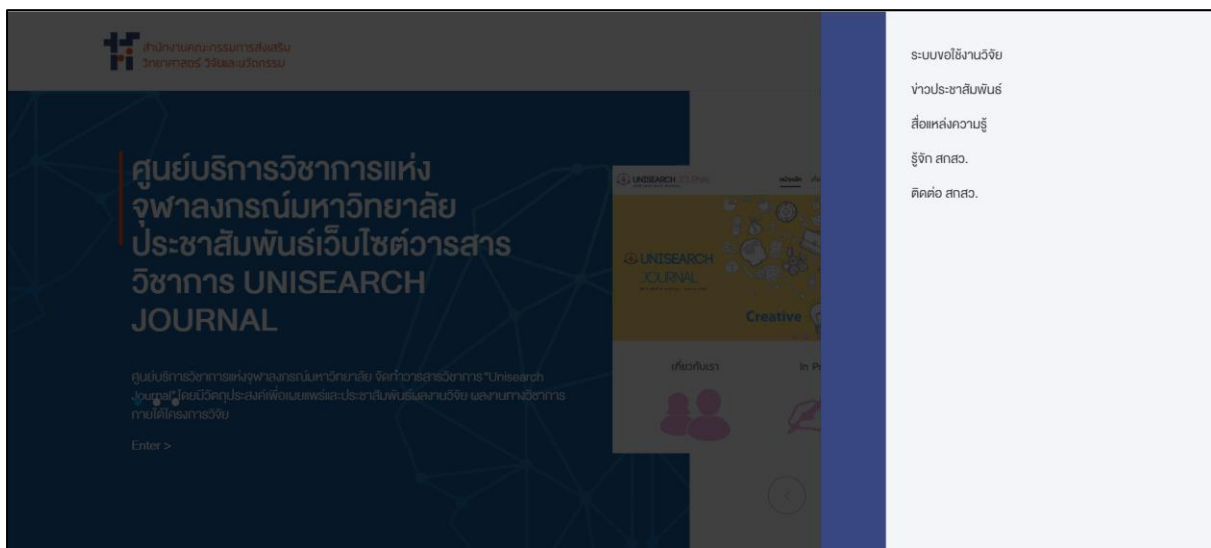 สำนักงานคณะกรรมการส่งเสริม
วิทยาศาสตร์ วิจัยและนวัตกรรม
ศูนย์บริการวิชาการแห่ง
จุฬาลงกรณ์มหาวิทยาลัย
ประชาสัมพันธ์เว็บไซต์วารสาร
วิชาการ UNISEARCH
JOURNAL
ศูนย์บริการวิชาการแห่งจุฬาลงกรณ์มหาวิทยาลัย จัดทำวารสารวิชาการ "Unisearch
Journal" โดยมีวัตถุประสงค์เพื่อเผยแพร่และประชาสัมพันธ์ผลงานวิจัย ผลงานทางวิชาการ
ภายใต้โครงการวิจัย
Enter >
UNISEARCH JOURNAL
หน้าหลัก
UNISEARCH
JOURNAL
Creative
เกี่ยวกับเรา
In
ระบบขอใช้งานวิจัย
ข่าวประชาสัมพันธ์
สื่อแหล่งความรู้
รู้จัก สกสว.
ติดต่อ สกสว.